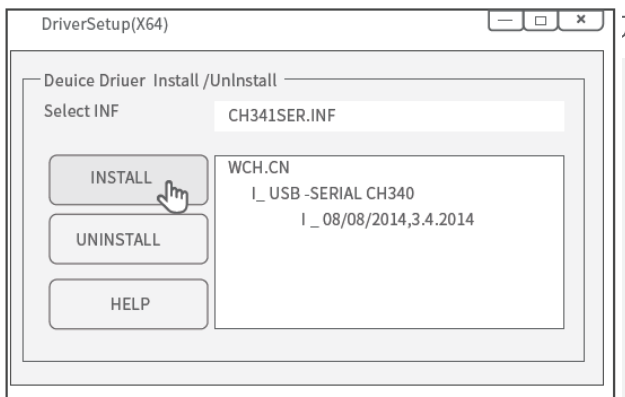 DriverSetup(X64)
Deuice Driuer Install /UnInstall
Select INF
CH341SER.INF
INSTALL
UNINSTALL
HELP
WCH.CN
I_ USB -SERIAL CH340
I _ 08/08/2014,3.4.2014